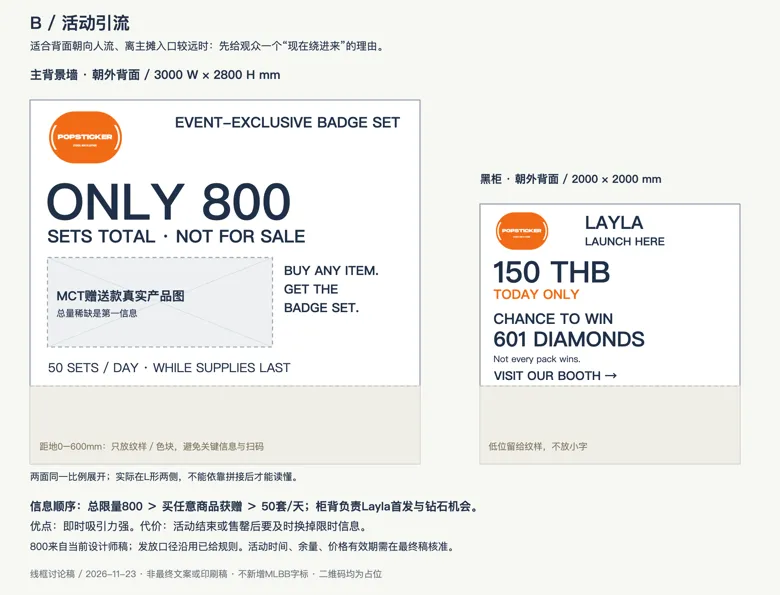 B / 活动引流
适合背面朝向人流、离主摊入口较远时：先给观众一个“现在绕进来”的理由。
主背景墙 · 朝外背面 / 3000 W × 2800 H mm
POPSTICKER
EVENT-EXCLUSIVE BADGE SET
ONLY 800
SETS TOTAL · NOT FOR SALE
MCT赠送款真实产品图
总量稀缺是第一信息
BUY ANY ITEM.
GET THE
BADGE SET.
50 SETS / DAY · WHILE SUPPLIES LAST
距地0—600mm：只放纹样 / 色块，避免关键信息与扫码
黑柜 · 朝外背面 / 2000 × 2000 mm
POPSTICKER
LAYLA
LAUNCH HERE
150 THB
TODAY ONLY
CHANCE TO WIN
601 DIAMONDS
Not every pack wins.
VISIT OUR BOOTH →
低位留给纹样，不放小字
两面同一比例展开；实际在L形两侧，不能依靠拼接后才能读懂。
信息顺序：总限量800 ＞ 买任意商品获赠 ＞ 50套/天；柜背负责Layla首发与钻石机会。
优点：即时吸引力强。代价：活动结束或售罄后要及时换掉限时信息。
800来自当前设计师稿；发放口径沿用已给规则。活动时间、余量、价格有效期需在最终稿核准。
线框讨论稿 / 2026-11-23 · 非最终文案或印刷稿 · 不新增MLBB字标 · 二维码均为占位